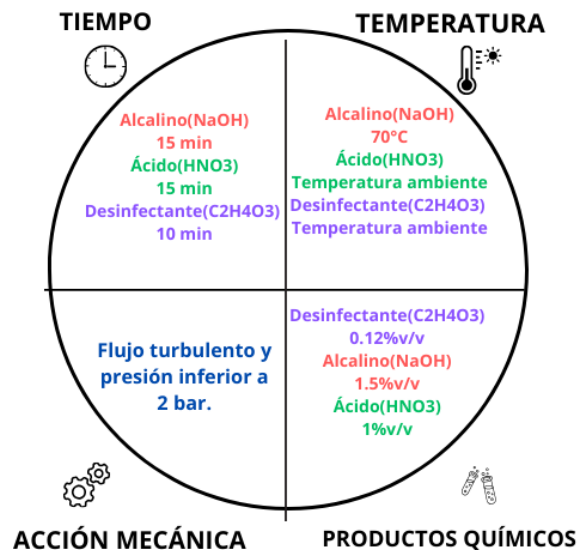 TIEMPO
TEMPERATURA
Alcalino(NaOH)
15 min
Ácido(HNO3)
15 min
Desinfectante(C2H4O3)
10 min
Alcalino(NaOH)
70°C
Ácido(HNO3)
Temperatura ambiente
Desinfectante(C2H4O3)
Temperatura ambiente
Flujo turbulento y
presión inferior a
2 bar.
Desinfectante(C2H4O3)
0.12%v/v
Alcalino(NaOH)
1.5%v/v
Ácido(HNO3)
1%v/v
ACCIÓN MECÁNICA
PRODUCTOS QUÍMICOS